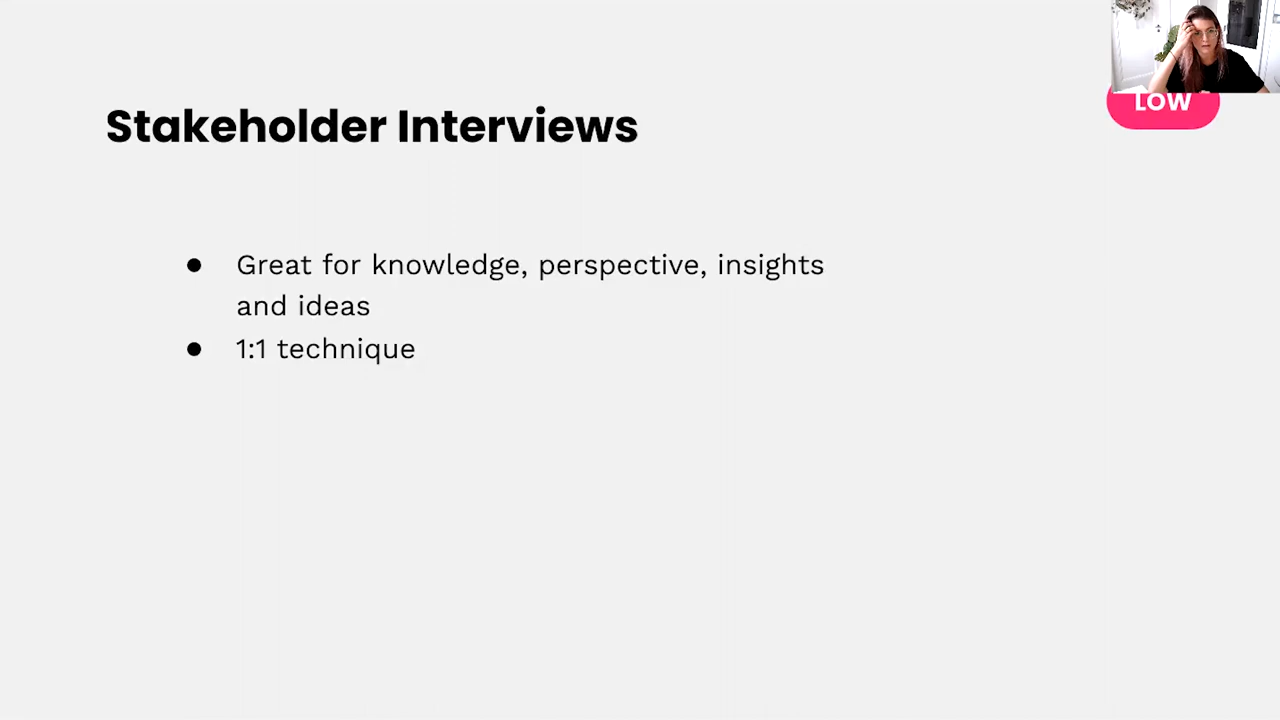 Stakeholder Interviews
LOW
● Great for knowledge, perspective, insights
and ideas
● 1:1 technique